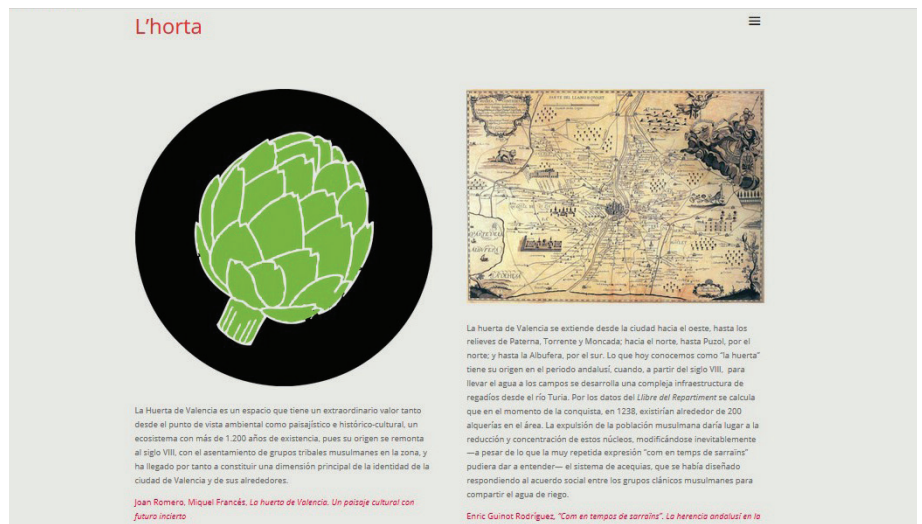 L'horta
La Huerta de Valencia es un espacio que tiene un extraordinario valor tanto
desde el punto de vista ambiental como paisajístico e histórico-cultural, un
ecosistema con más de 1.200 años de existencia, pues su origen se remonta
al siglo VIII, con el asentamiento de grupos tribales musulmanes en la zona, y
ha llegado por tanto a constituir una dimensión principal de la identidad de la
ciudad de Valencia y de sus alrededores.
Joan Romero, Miquel Francés, La huerta de Valencia. Un paisaje cultural con
futuro incierto
La huerta de Valencia se extiende desde la ciudad hacia el oeste, hasta los
relieves de Paterna, Torrente y Moncada; hacia el norte, hasta Puzol, por el
norte; y hasta la Albufera, por el sur. Lo que hoy conocemos como "la huerta"
tiene su origen en el periodo andalusí, cuando, a partir del siglo VIII, para
llevar el agua a los campos se desarrolla una compleja infraestructura de
regadíos desde el río Turia. Por los datos del Llibre del Repartiment se calcula
que en el momento de la conquista, en 1238, existirían alrededor de 200
alquerías en el área. La expulsión de la población musulmana daría lugar a la
reducción y concentración de estos núcleos, modificándose inevitablemente
—a pesar de lo que la muy repetida expresión "com en temps de sarraïns"
pudiera dar a entender— el sistema de acequias, que se había diseñado
respondiendo al acuerdo social entre los grupos clánicos musulmanes para
compartir el agua de riego.
Enric Guinot Rodríguez, "Com en tempos de sarraïns". La herencia andalusí en la